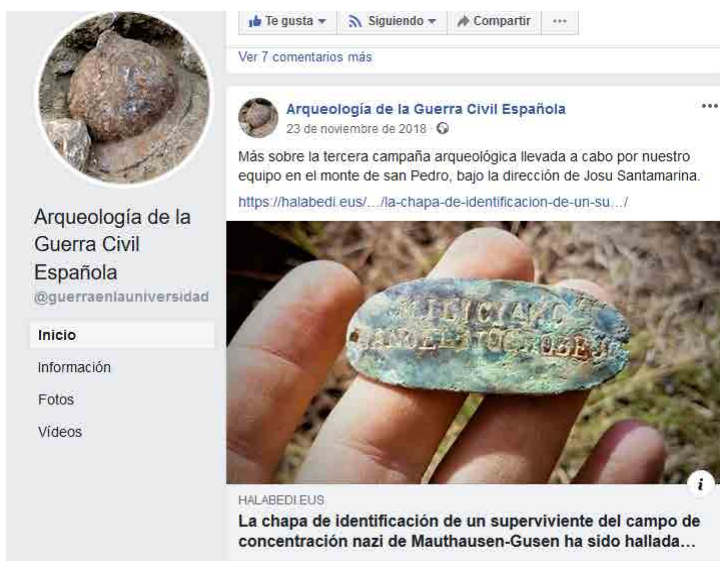 Te gusta Siguiendo Compartir ...
Ver 7 comentarios más
Arqueología de la Guerra Civil Española
23 de noviembre de 2018
Más sobre la tercera campaña arqueológica llevada a cabo por nuestro
equipo en el monte de san Pedro, bajo la dirección de Josu Santamarina.
https://halabedi.eus/.../la-chapa-de-identificacion-de-un-su.../
Arqueología de la
Guerra Civil
Española
@guerraenlauniversidad
Inicio
Información
Fotos
Vídeos
MILICIANO
HALABEDI.EUS
La chapa de identificación de un superviviente del campo de
concentración nazi de Mauthausen-Gusen ha sido hallada...